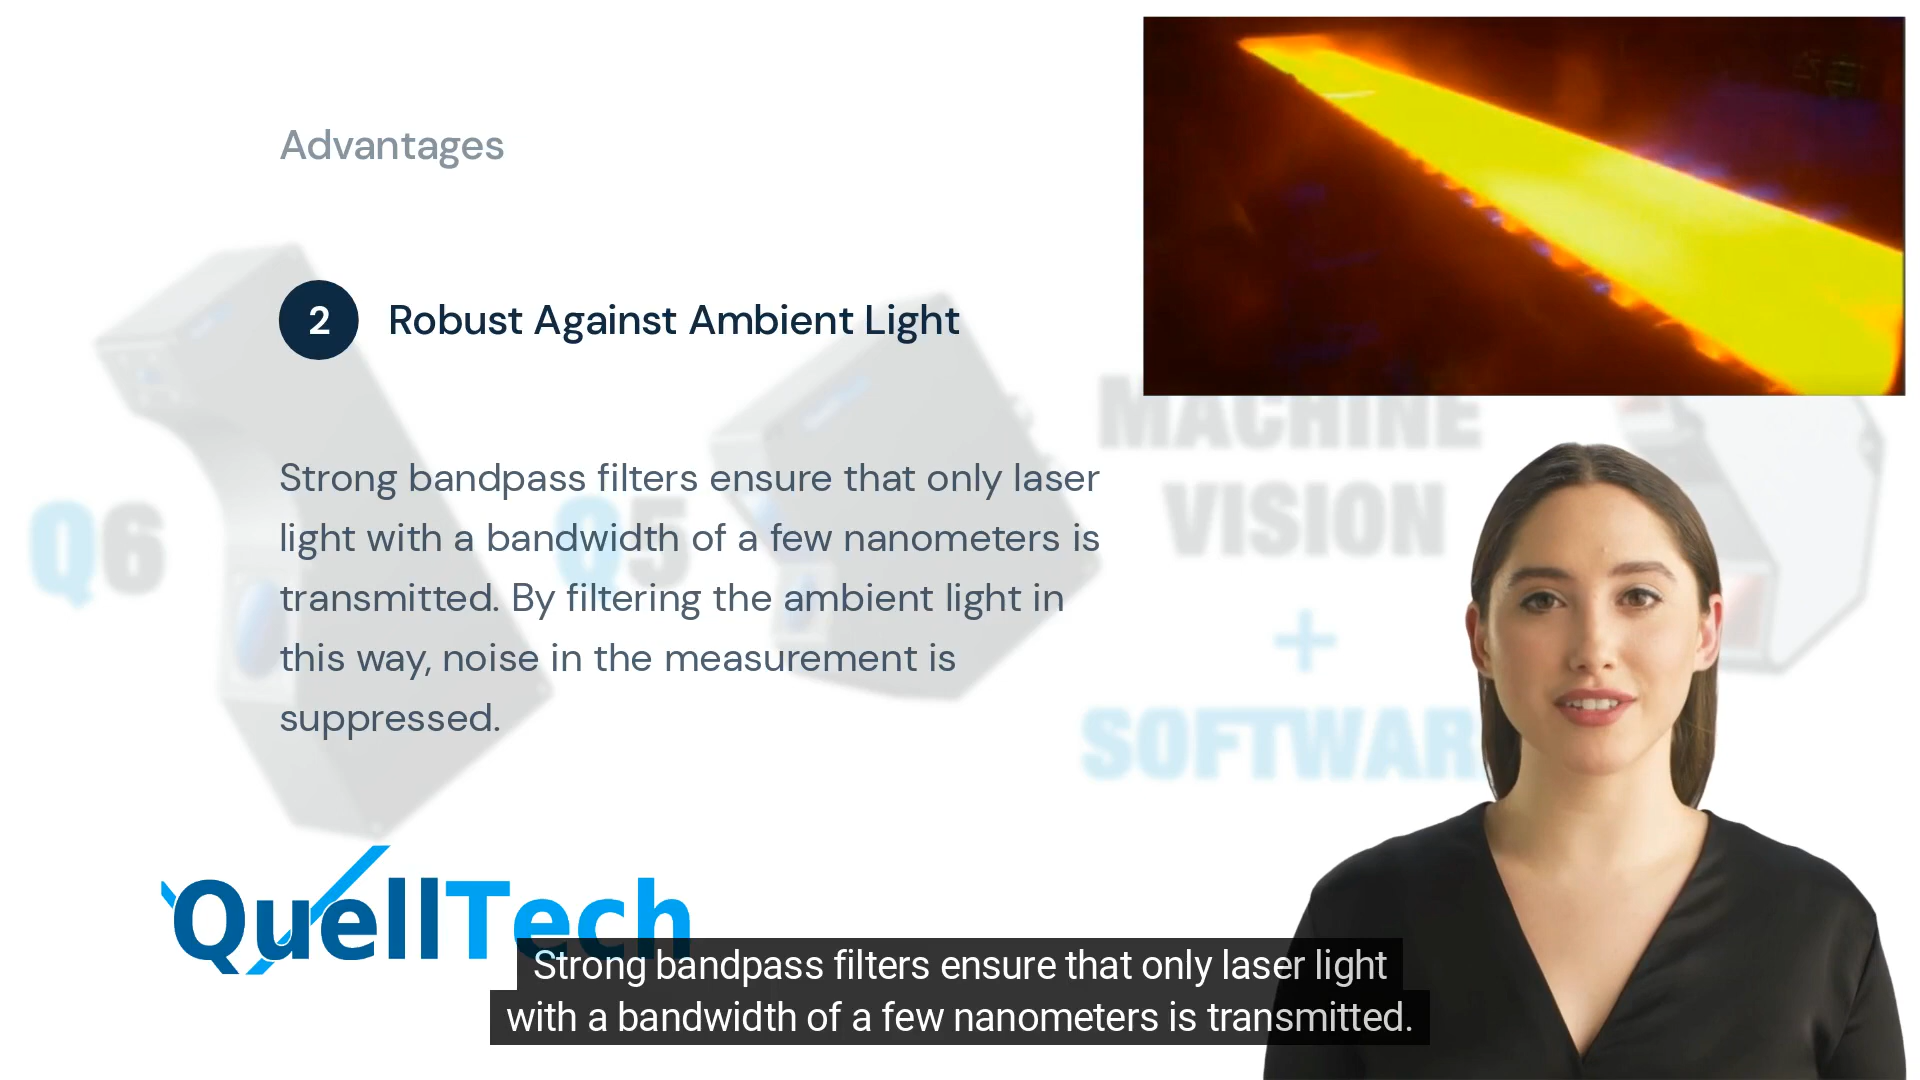 Advantages
2 Robust Against Ambient Light
Strong bandpass filters ensure that only laser
light with a bandwidth of a few nanometers is
transmitted. By filtering the ambient light in
this way, noise in the measurement is
suppressed.
Q6
Q5
MACHINE
VISION
+
SOFTWAR
QuellTech
Strong bandpass filters ensure that only laser light
with a bandwidth of a few nanometers is transmitted.